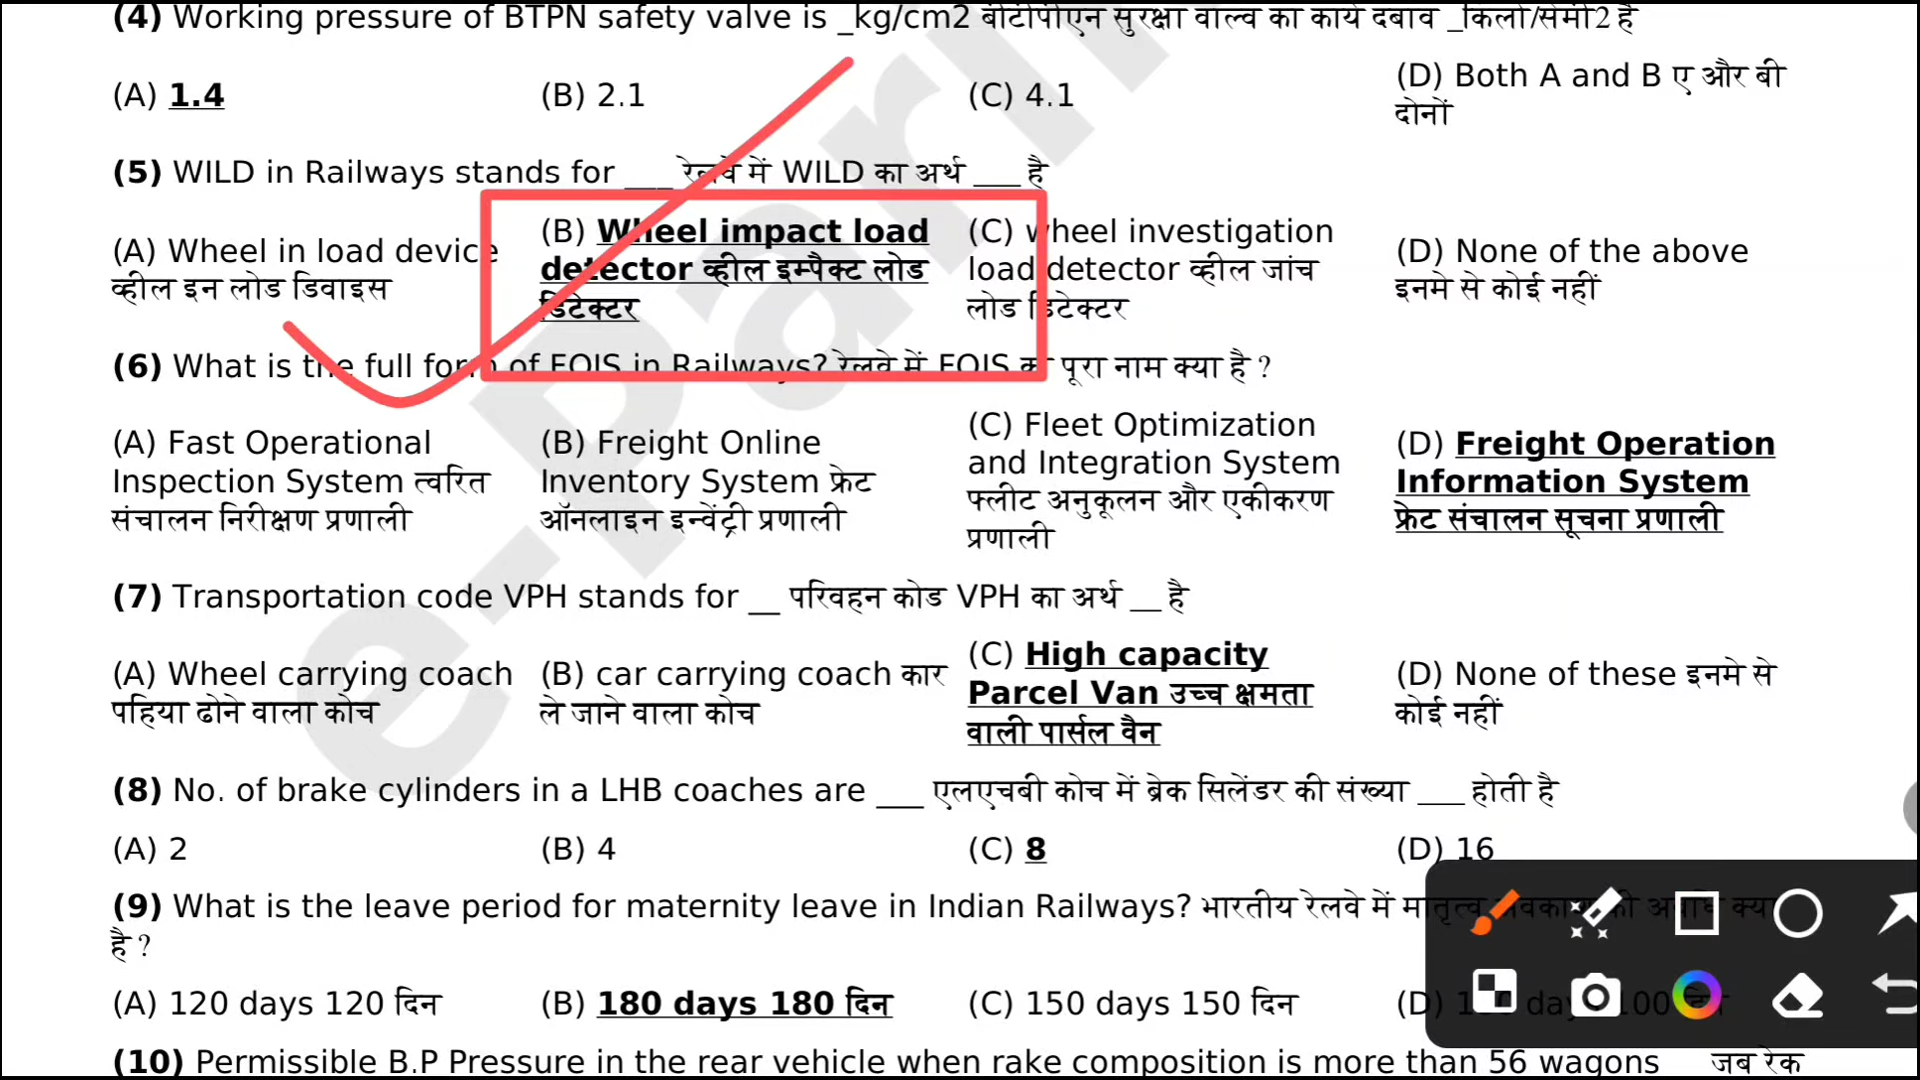 (4) Working pressure of BTPN safety valve is _kg/cm2 बीटीपीएन सुरक्षा वाल्व का कार्य दबाव _किलो/सेमी2 है
(A) 1.4 (B) 2.1 (C) 4.1 (D) Both A and B ए और बी
दोनों
(5) WILD in Railways stands for ___ रेलवे में WILD का अर्थ ___ है
(A) Wheel in load device
व्हील इन लोड डिवाइस
(B) Wheel impact load
detector व्हील इम्पैक्ट लोड
डिटेक्टर
(C) wheel investigation
load detector व्हील जांच
लोड डिटेक्टर
(D) None of the above
इनमे से कोई नहीं
(6) What is the full form of FOIS in Railways? रेलवे में FOIS का पूरा नाम क्या है ?
(A) Fast Operational
Inspection System त्वरित
संचालन निरीक्षण प्रणाली
(B) Freight Online
Inventory System फ्रेट
ऑनलाइन इन्वेंट्री प्रणाली
(C) Fleet Optimization
and Integration System
फ्लीट अनुकूलन और एकीकरण
प्रणाली
(D) Freight Operation
Information System
फ्रेट संचालन सूचना प्रणाली
(7) Transportation code VPH stands for __ परिवहन कोड VPH का अर्थ __ है
(A) Wheel carrying coach
पहिया ढोने वाला कोच
(B) car carrying coach कार
ले जाने वाला कोच
(C) High capacity
Parcel Van उच्च क्षमता
वाली पार्सल वैन
(D) None of these इनमे से
कोई नहीं
(8) No. of brake cylinders in a LHB coaches are ___ एलएचबी कोच में ब्रेक सिलेंडर की संख्या ___ होती है
(A) 2 (B) 4 (C) 8 (D) 16
(9) What is the leave period for maternity leave in Indian Railways? भारतीय रेलवे में मातृत्व अवकाश की अवधि क्या
है ?
(A) 120 days 120 दिन (B) 180 days 180 दिन (C) 150 days 150 दिन (D)
(10) Permissible B.P Pressure in the rear vehicle when rake composition is more than 56 wagons जब रेक